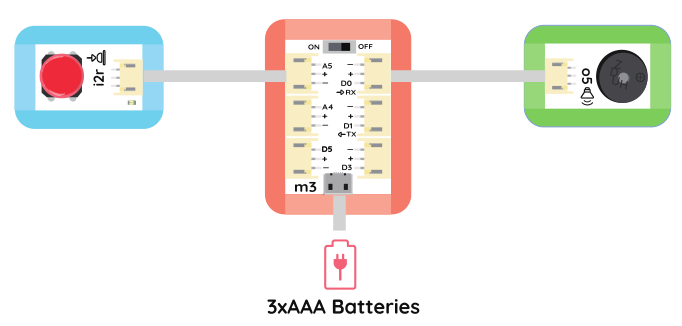 ON OFF
A5 –
+ +
– D0
RX
A4 –
+ +
– D1
TX
D5 –
+ +
– D3
m3
i2r
o5
3xAAA Batteries